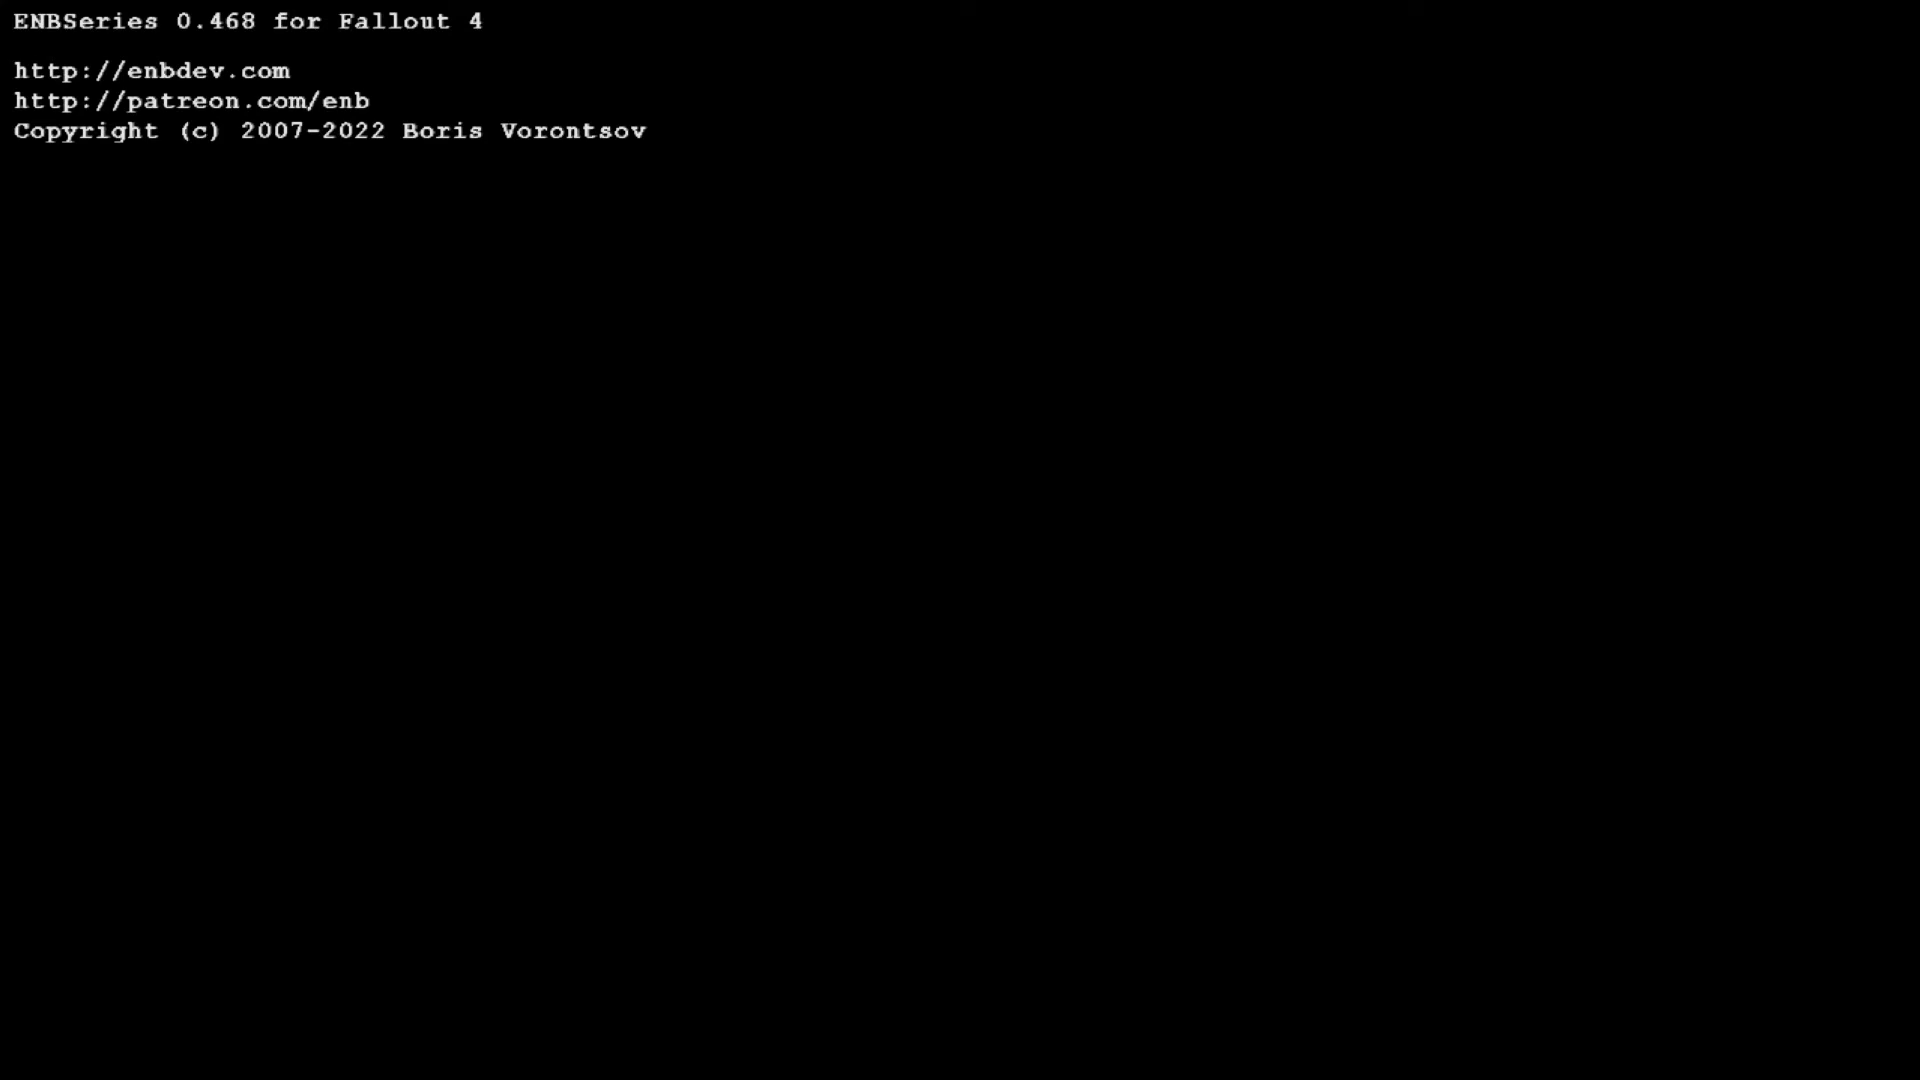 ENBSeries 0.468 for Fallout 4
http://enbdev.com
http://patreon.com/enb
Copyright (c) 2007-2022 Boris Vorontsov